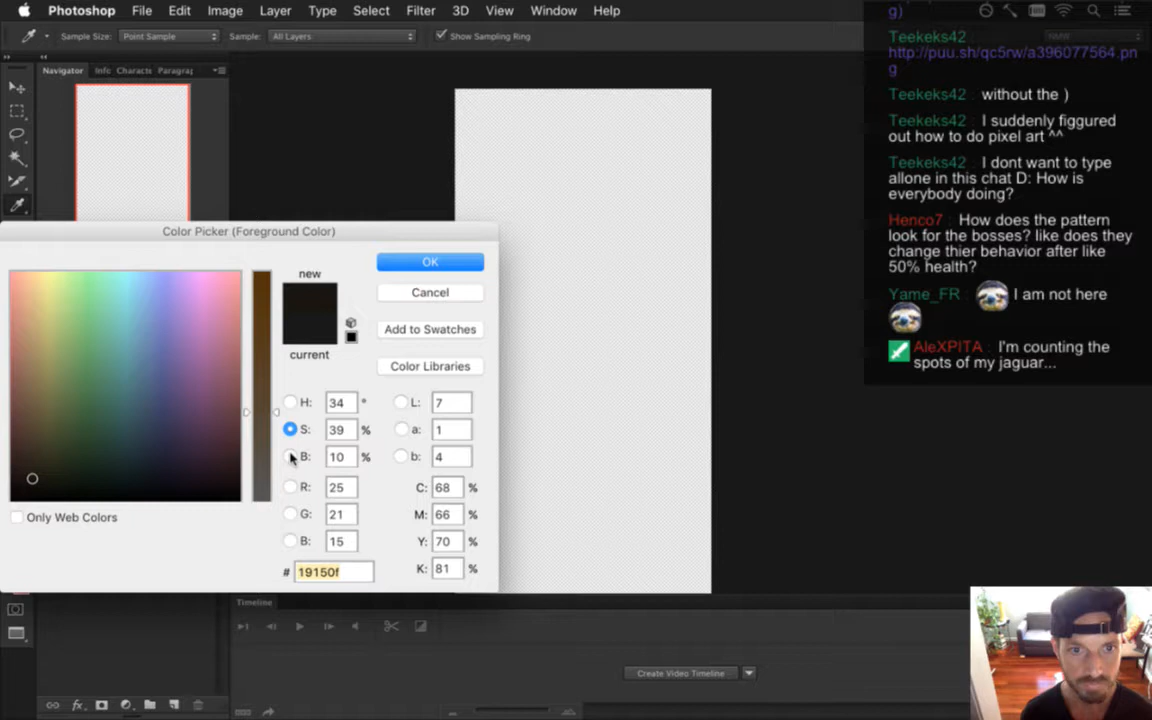 Photoshop File Edit Image Layer Type Select Filter 3D View Window Help
Sample Size: Point Sample Sample: All Layers Show Sampling Ring
Navigator Info Characte Paragraj
g)
Teekeks42
http://puu.sh/qc5rw/a396077564.pn
g
Teekeks42 without the )
Teekeks42 I suddenly figgured
out how to do pixel art ^^
Teekeks42 I dont want to type
allone in this chat D: How is
everybody doing?
Henco7 How does the pattern
look for the bosses? like does they
change thier behavior after like
50% health?
Yame_FR I am not here
AleXPITA : I'm counting the
spots of my jaguar...
Color Picker (Foreground Color)
new
current
OK
Cancel
Add to Swatches
Color Libraries
H: 34 ° L: 7
S: 39 % a: 1
B: 10 % b: 4
R: 25 C: 68 %
G: 21 M: 66 %
B: 15 Y: 70 %
# 19150f K: 81 %
Only Web Colors
Timeline
Create Video Timeline
fx